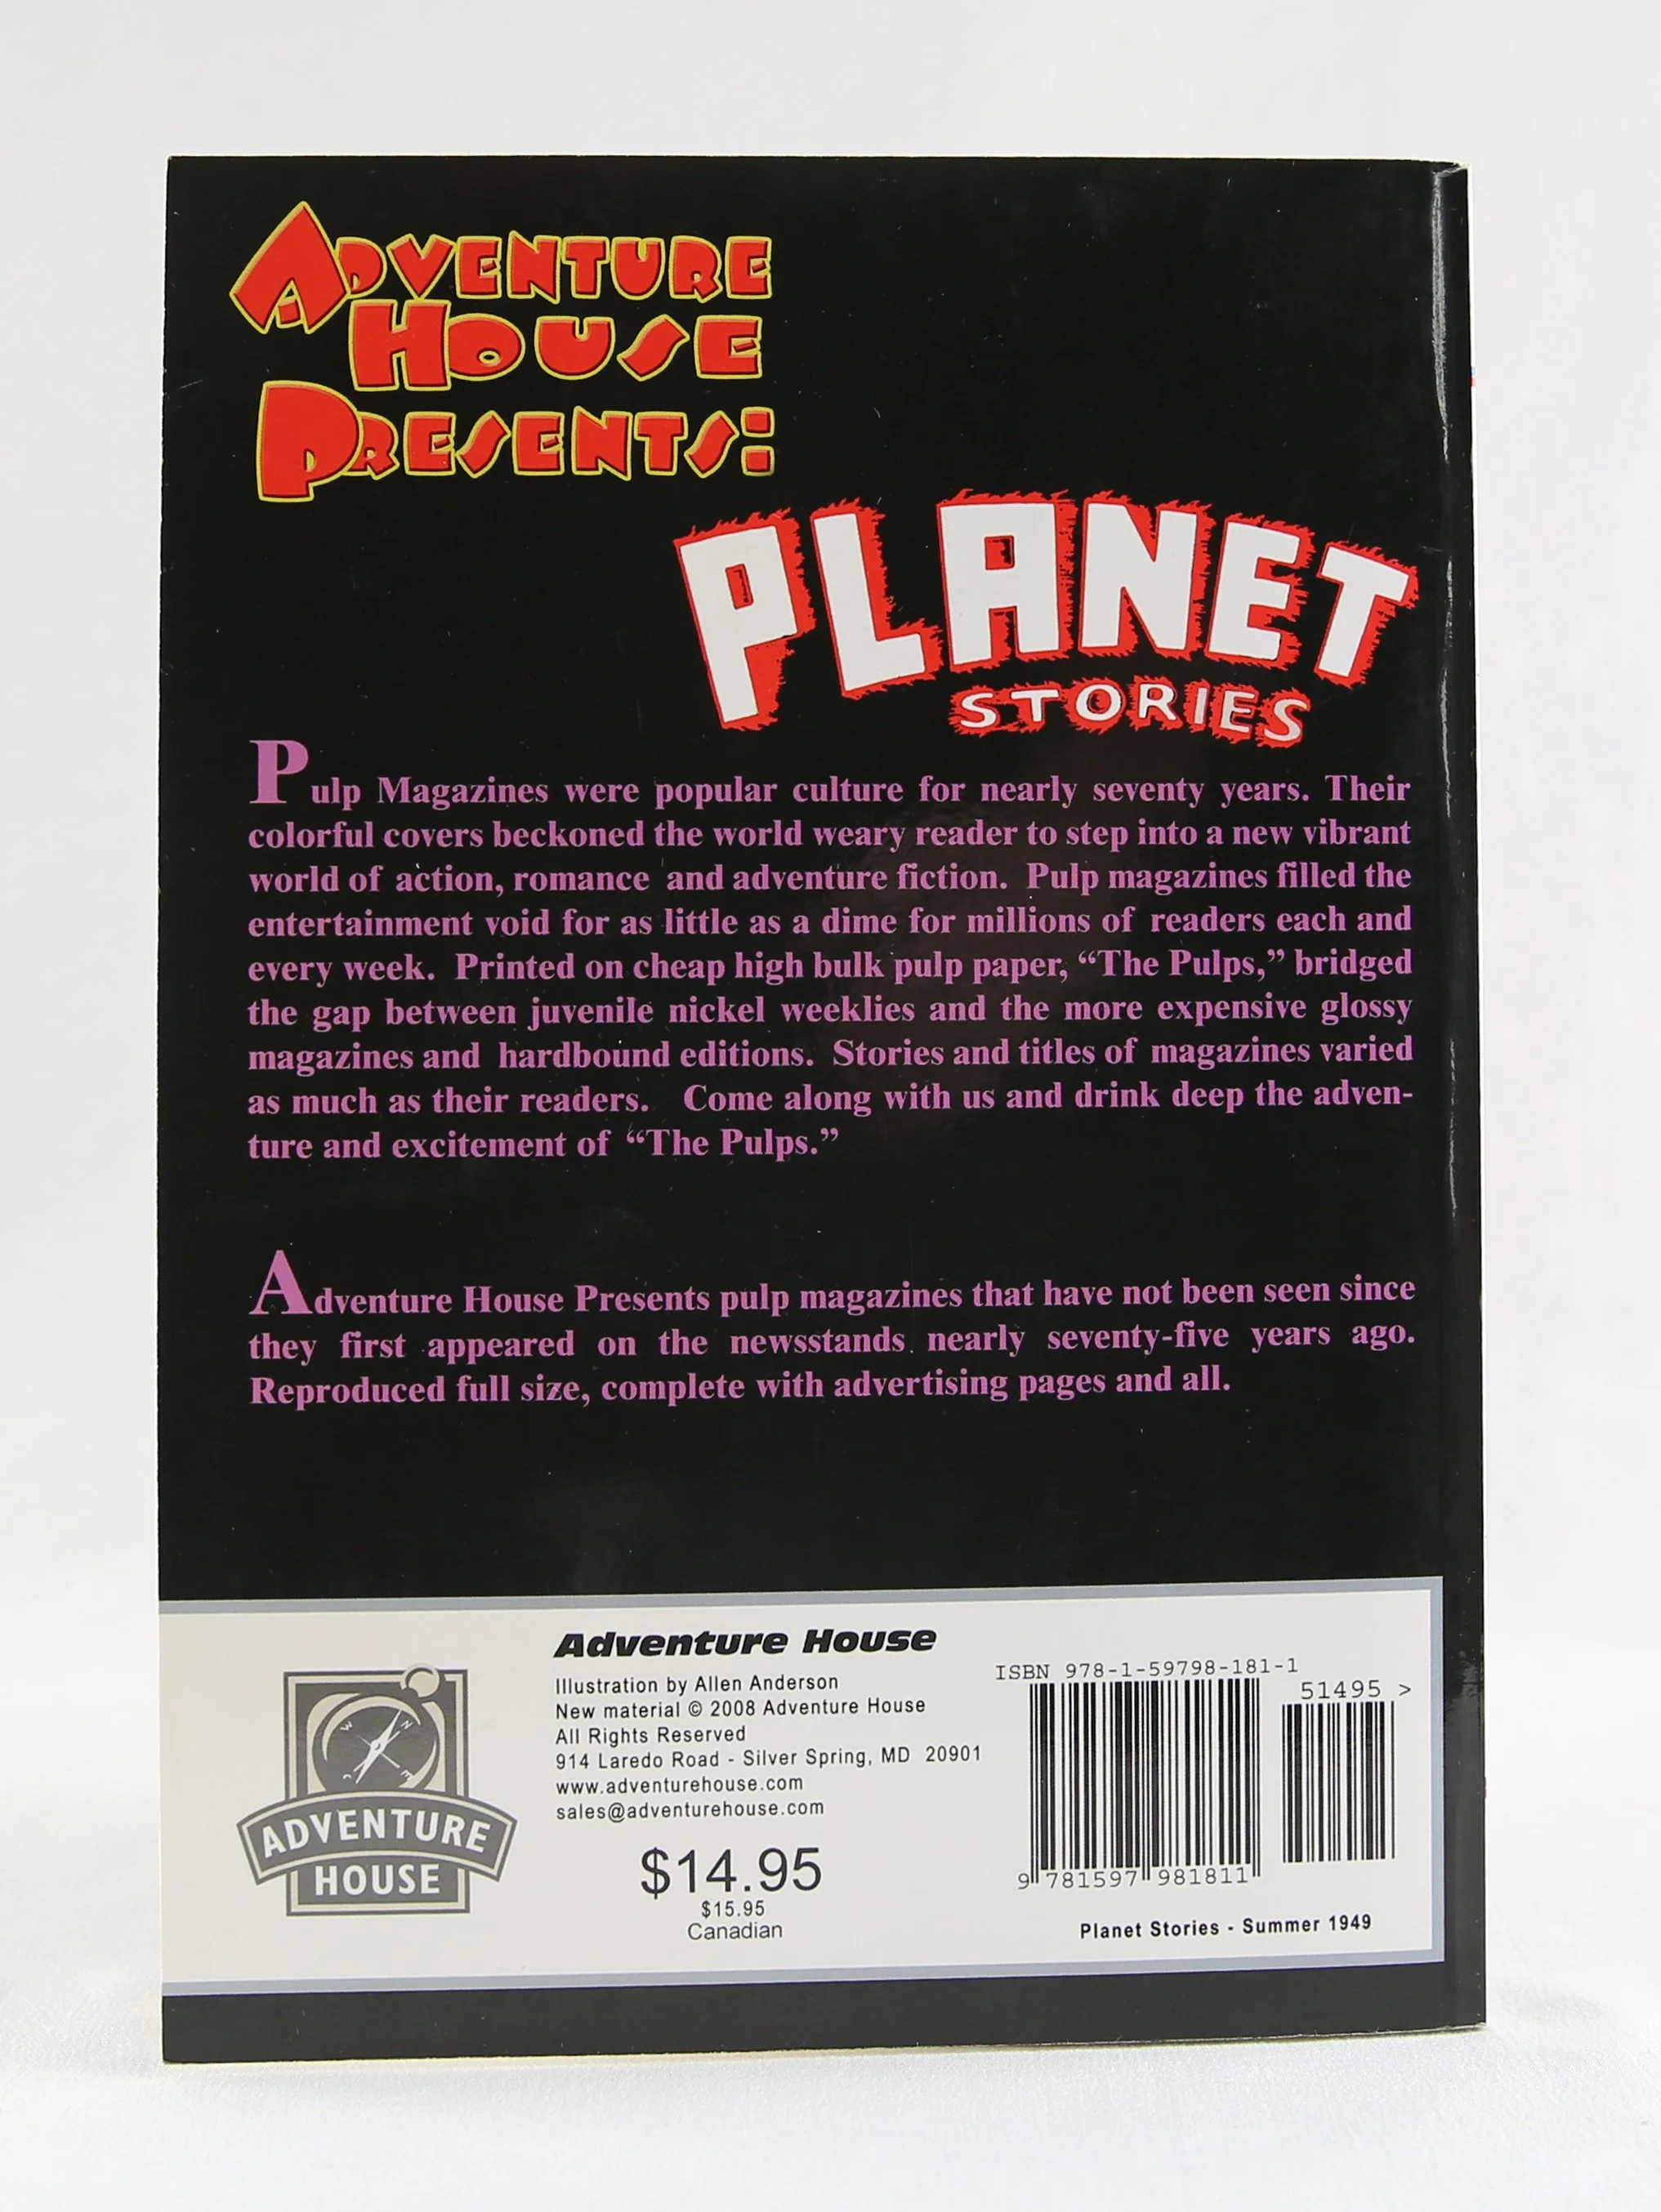 ADVENTURE
HOUSE
PRESENTS:
PLANET
STORIES
Pulp Magazines were popular culture for nearly seventy years. Their
colorful covers beckoned the world weary reader to step into a new vibrant
world of action, romance and adventure fiction. Pulp magazines filled the
entertainment void for as little as a dime for millions of readers each and
every week. Printed on cheap high bulk pulp paper, “The Pulps,” bridged
the gap between juvenile nickel weeklies and the more expensive glossy
magazines and hardbound editions. Stories and titles of magazines varied
as much as their readers. Come along with us and drink deep the adven-
ture and excitement of “The Pulps.”
Adventure House Presents pulp magazines that have not been seen since
they first appeared on the newsstands nearly seventy-five years ago.
Reproduced full size, complete with advertising pages and all.
W N E
ADVENTURE
HOUSE
Adventure House
Illustration by Allen Anderson
New material © 2008 Adventure House
All Rights Reserved
914 Laredo Road - Silver Spring, MD 20901
www.adventurehouse.com
sales@adventurehouse.com
$14.95
$15.95
Canadian
ISBN 978-1-59798-181-1
51495 >
9 781597 981811
Planet Stories - Summer 1949